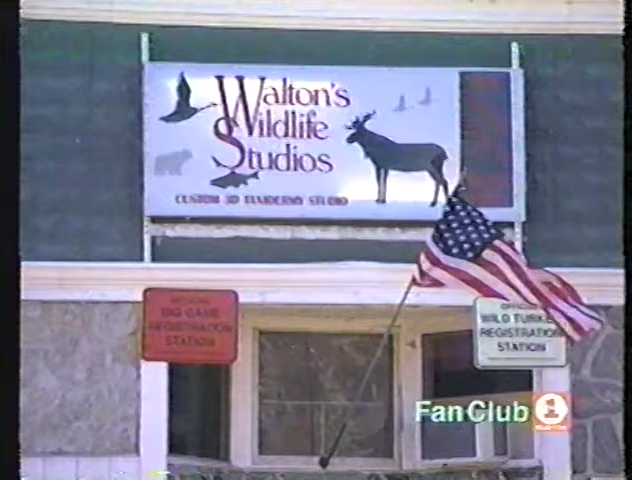 Walton's
Wildlife
Studios
CUSTOM 3D TAXIDERMY STUDIO
OFFICIAL
BIG GAME
REGISTRATION
STATION
OFFICIAL
WILD TURKEY
REGISTRATION
STATION
FanClub